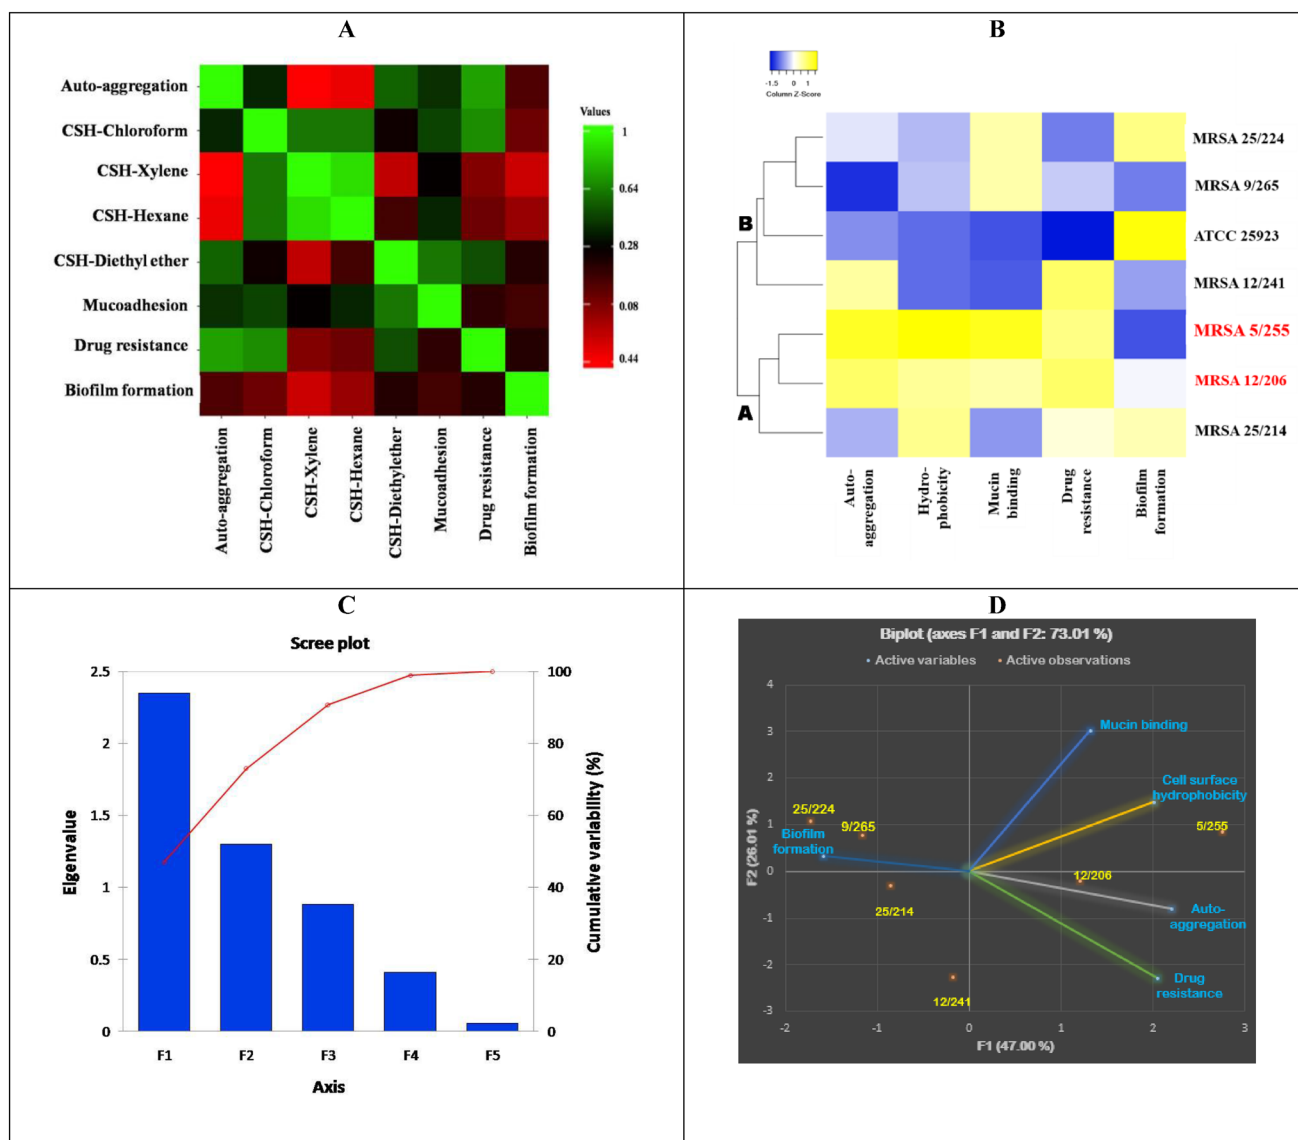 A
Auto-aggregation
CSH-Chloroform
CSH-Xylene
CSH-Hexane
CSH-Diethyl ether
Mucoadhesion
Drug resistance
Biofilm formation
Auto-aggregation
CSH-Chloroform
CSH-Xylene
CSH-Hexane
CSH-Diethylether
Mucoadhesion
Drug resistance
Biofilm formation
Values
1
0.64
0.28
0.08
0.44
B
-1.5 0 1
Column Z-Score
MRSA 25/224
MRSA 9/265
ATCC 25923
MRSA 12/241
MRSA 5/255
MRSA 12/206
MRSA 25/214
B
A
Auto-
aggregation
Hydro-
phobicity
Mucin
binding
Drug
resistance
Biofilm
formation
C
Scree plot
2.5
2
1.5
1
0.5
0
Eigenvalue
100
80
60
40
20
0
Cumulative variability (%)
F1 F2 F3 F4 F5
Axis
D
Biplot (axes F1 and F2: 73.01 %)
Active variables Active observations
4
3
2
1
0
-1
-2
-3
F2 (26.01 %)
Mucin binding
Cell surface
hydrophobicity
25/224
9/265
5/255
Biofilm
formation
12/206
25/214
Auto-
aggregation
Drug
resistance
12/241
-2 -1 0 1 2 3
F1 (47.00 %)